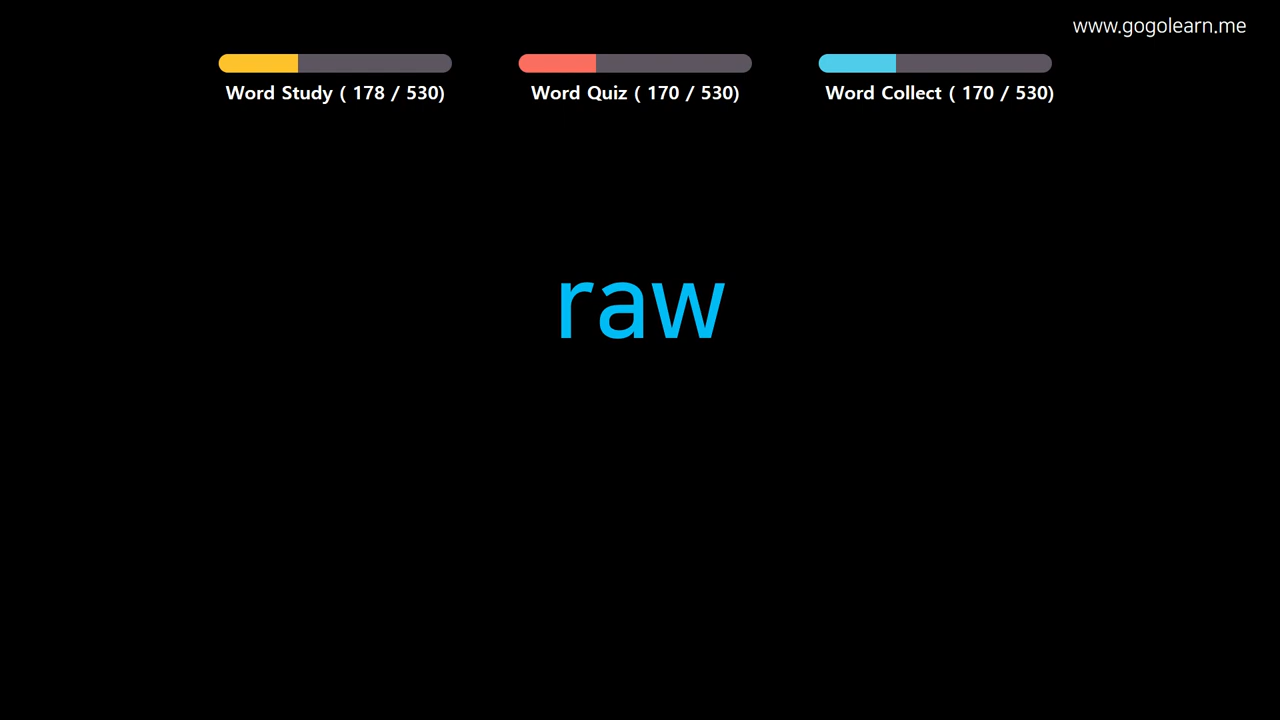 www.gogolearn.me
Word Study ( 178 / 530)
Word Quiz ( 170 / 530)
Word Collect ( 170 / 530)
raw